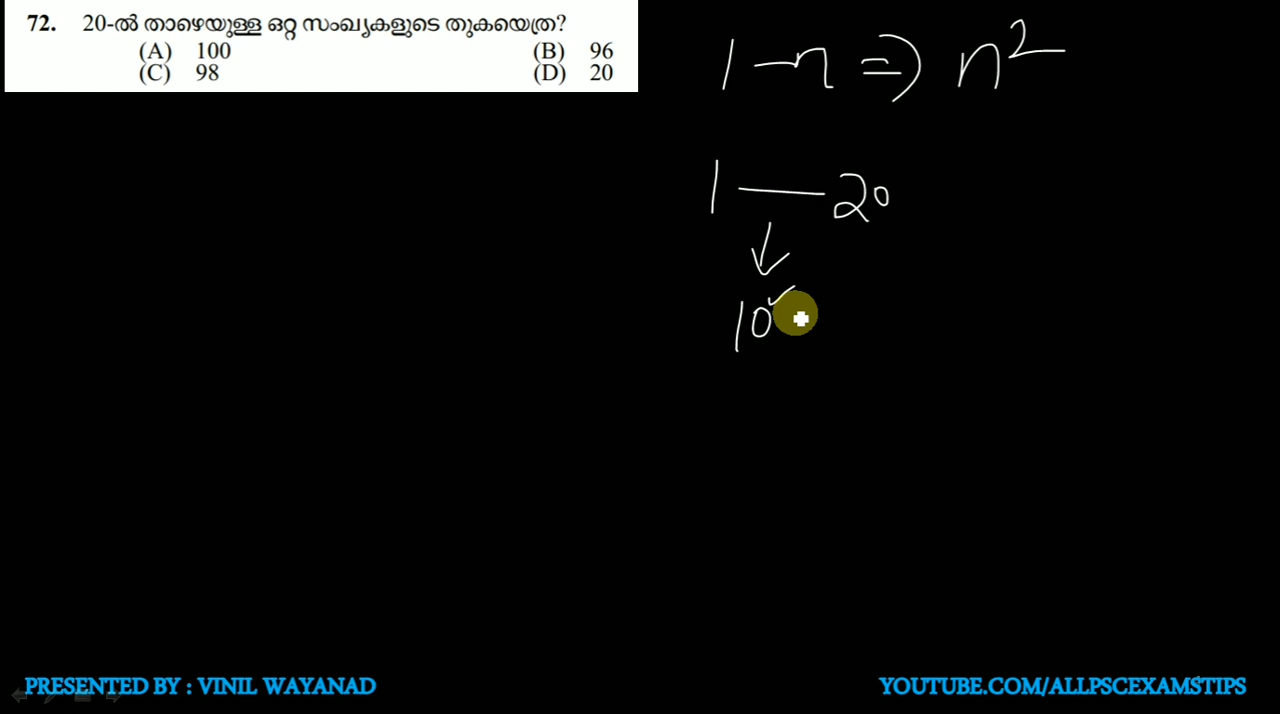 72. 20-ൽ താഴെയുള്ള ഒറ്റ സംഖ്യകളുടെ തുകയെത്ര?
(A) 100 (B) 96
(C) 98 (D) 20
1 — n ⇒ n²
1 — 20
↓
10
PRESENTED BY : VINIL WAYANAD
YOUTUBE.COM/ALLPSCEXAMSTIPS